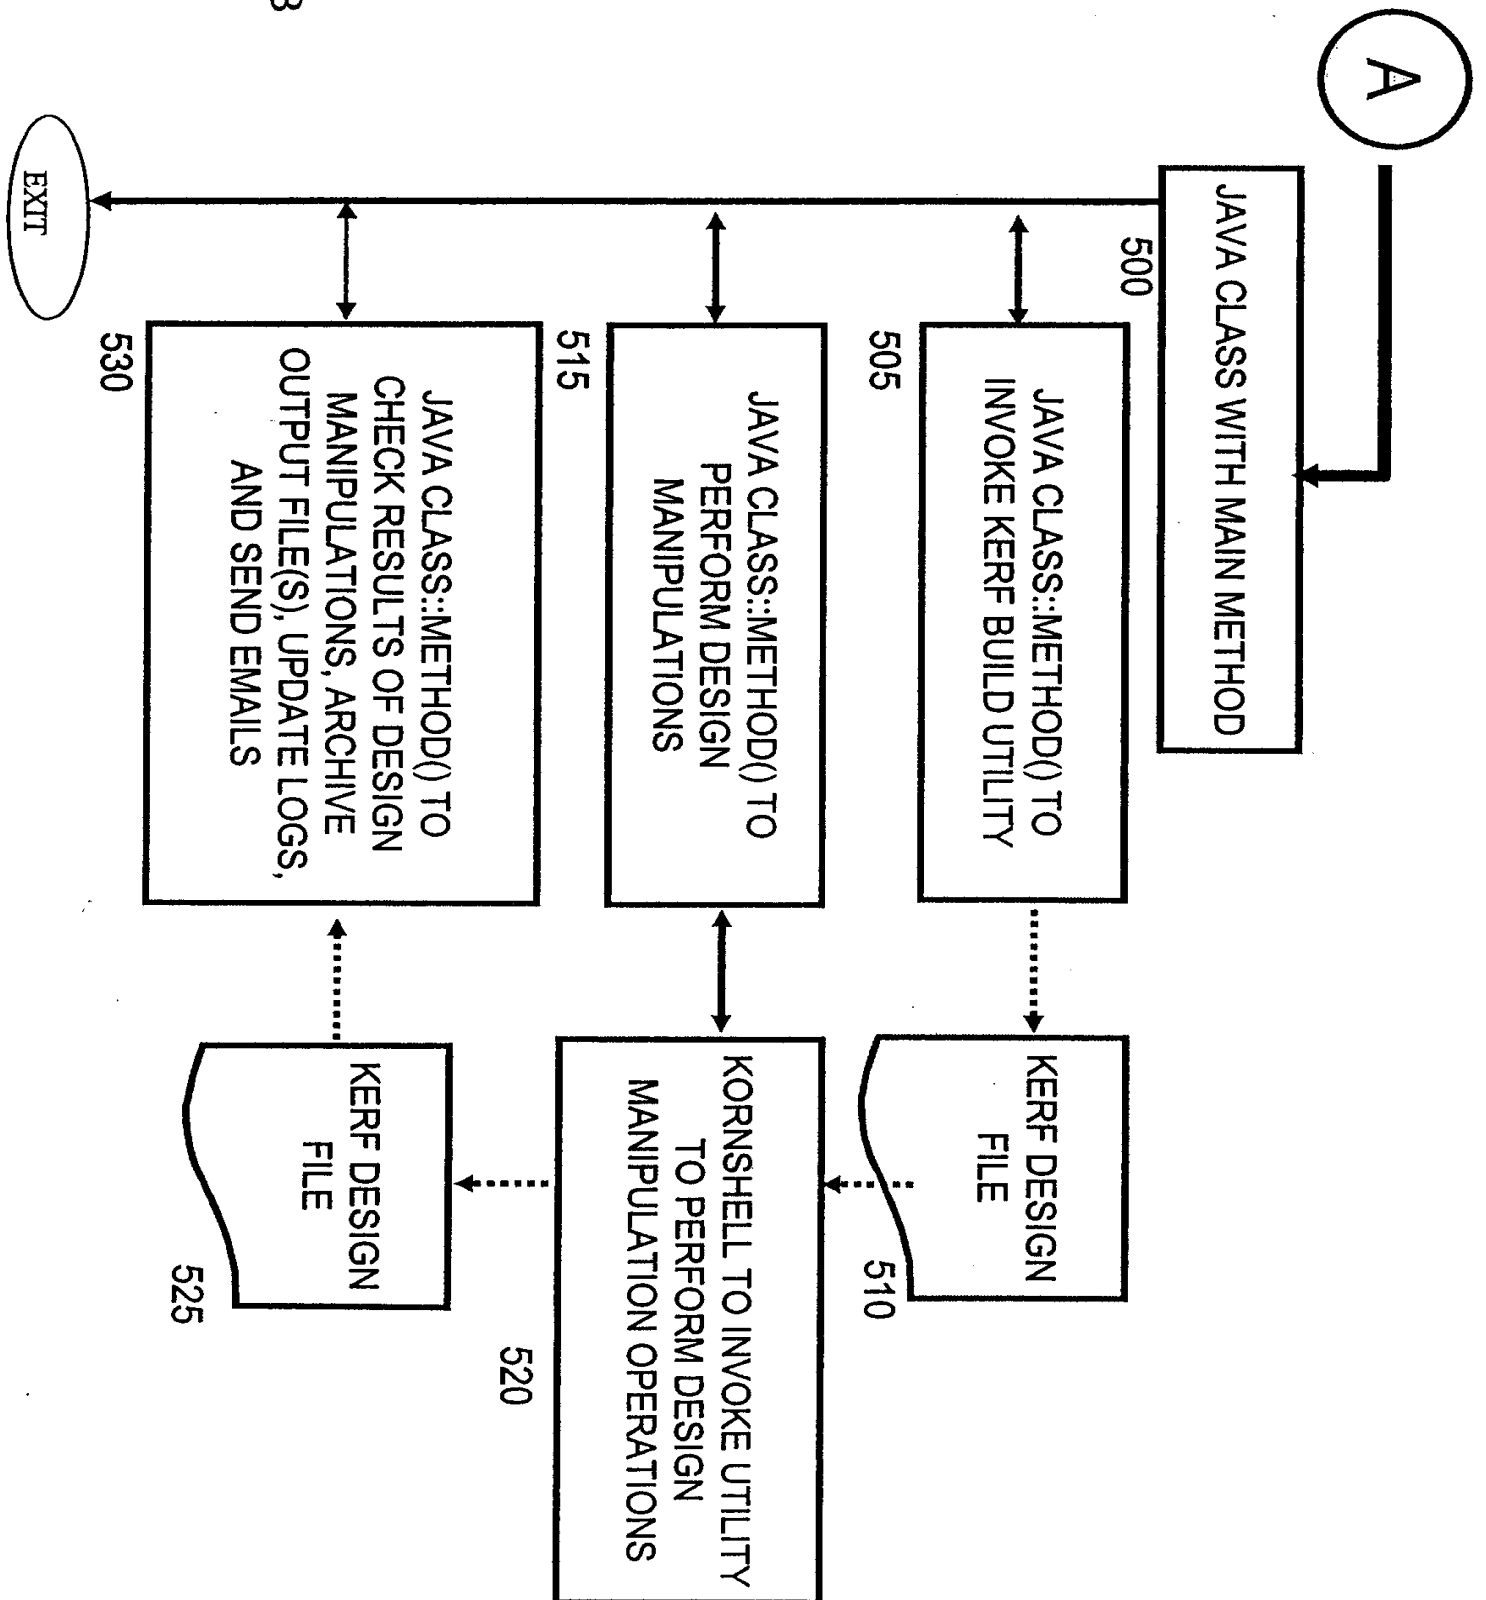 A
JAVA CLASS WITH MAIN METHOD
500
JAVA CLASS::METHOD() TO
INVOKE KERF BUILD UTILITY
505
KERF DESIGN
FILE
510
JAVA CLASS::METHOD() TO
PERFORM DESIGN
MANIPULATIONS
515
KORNSHELL TO INVOKE UTILITY
TO PERFORM DESIGN
MANIPULATION OPERATIONS
520
KERF DESIGN
FILE
525
JAVA CLASS::METHOD() TO
CHECK RESULTS OF DESIGN
MANIPULATIONS, ARCHIVE
OUTPUT FILE(S), UPDATE LOGS,
AND SEND EMAILS
530
EXIT